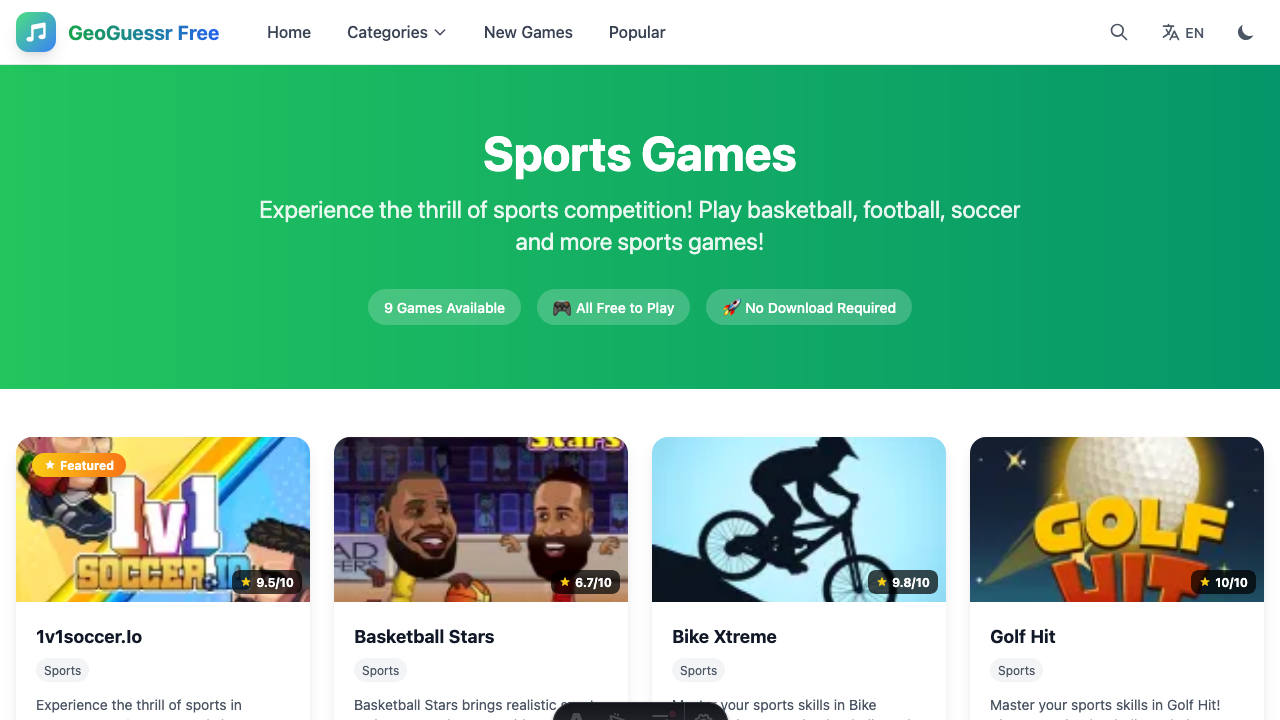 GeoGuessr Free
Home
Categories
New Games
Popular
EN
Sports Games
Experience the thrill of sports competition! Play basketball, football, soccer
and more sports games!
9 Games Available
🎮 All Free to Play
🚀 No Download Required
★ Featured
1v1
SOCCER.IO
★ 9.5/10
Stars
★ 6.7/10
★ 9.8/10
GOLF
HIT
★ 10/10
1v1soccer.Io
Sports
Experience the thrill of sports in
Basketball Stars
Sports
Basketball Stars brings realistic
Bike Xtreme
Sports
Master your sports skills in Bike
Golf Hit
Sports
Master your sports skills in Golf Hit!